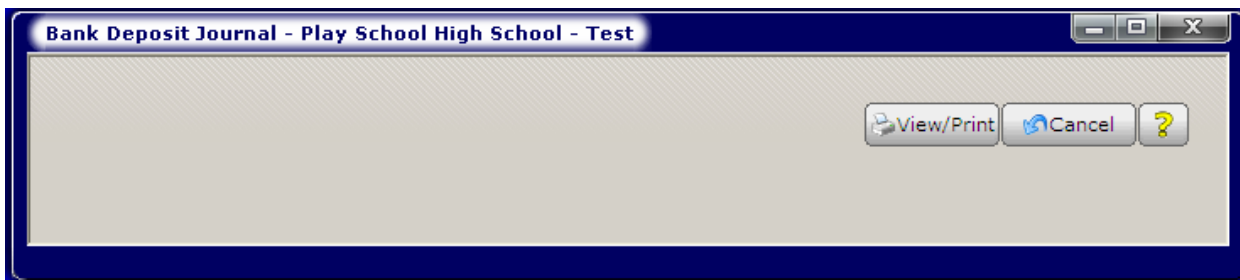 Bank Deposit Journal - Play School High School - Test
View/Print Cancel ?